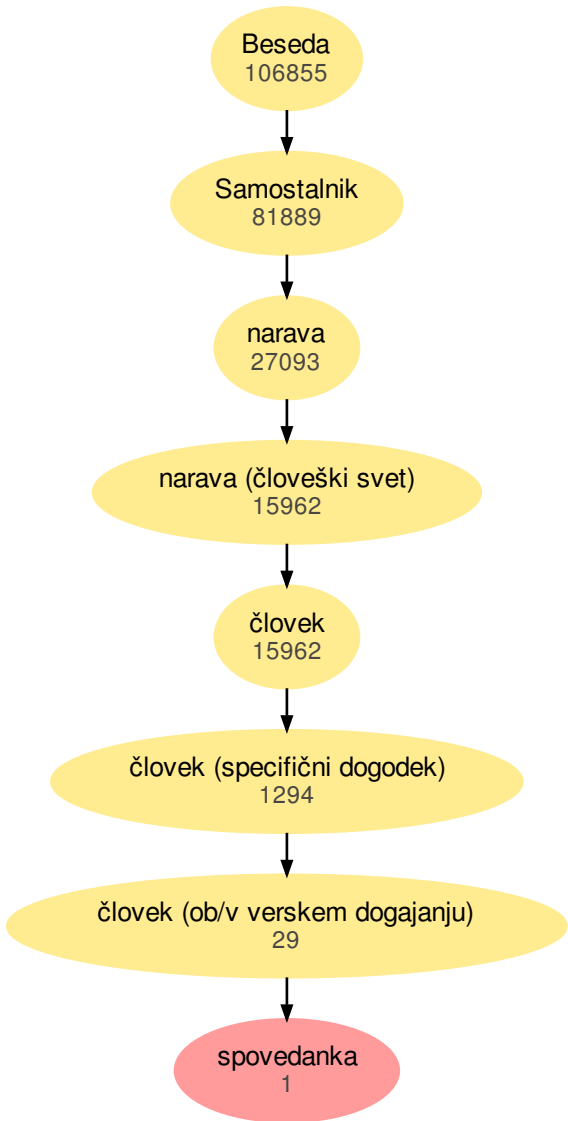 Beseda
106855
Samostalnik
81889
narava
27093
narava (človeški svet)
15962
človek
15962
človek (specifični dogodek)
1294
človek (ob/v verskem dogajanju)
29
spovedanka
1